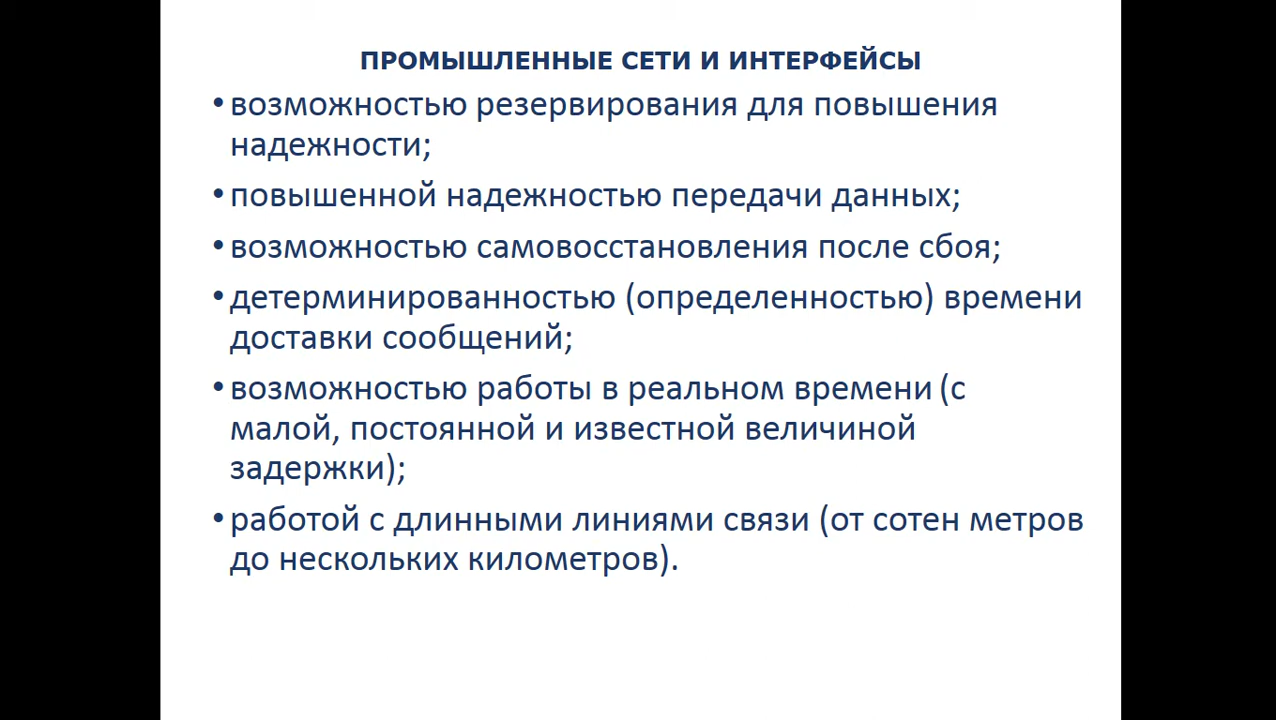 ПРОМЫШЛЕННЫЕ СЕТИ И ИНТЕРФЕЙСЫ
•возможностью резервирования для повышения
надежности;
•повышенной надежностью передачи данных;
•возможностью самовосстановления после сбоя;
•детерминированностью (определенностью) времени
доставки сообщений;
•возможностью работы в реальном времени (с
малой, постоянной и известной величиной
задержки);
•работой с длинными линиями связи (от сотен метров
до нескольких километров).